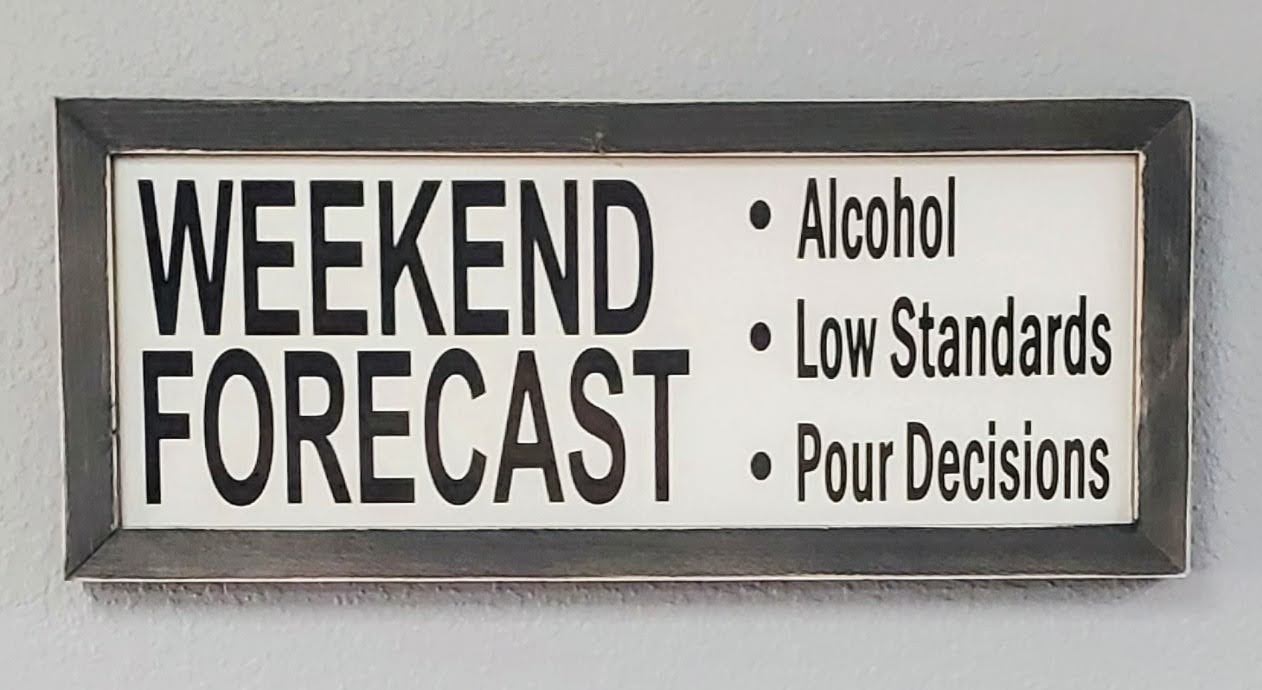 WEEKEND
FORECAST
• Alcohol
• Low Standards
• Pour Decisions